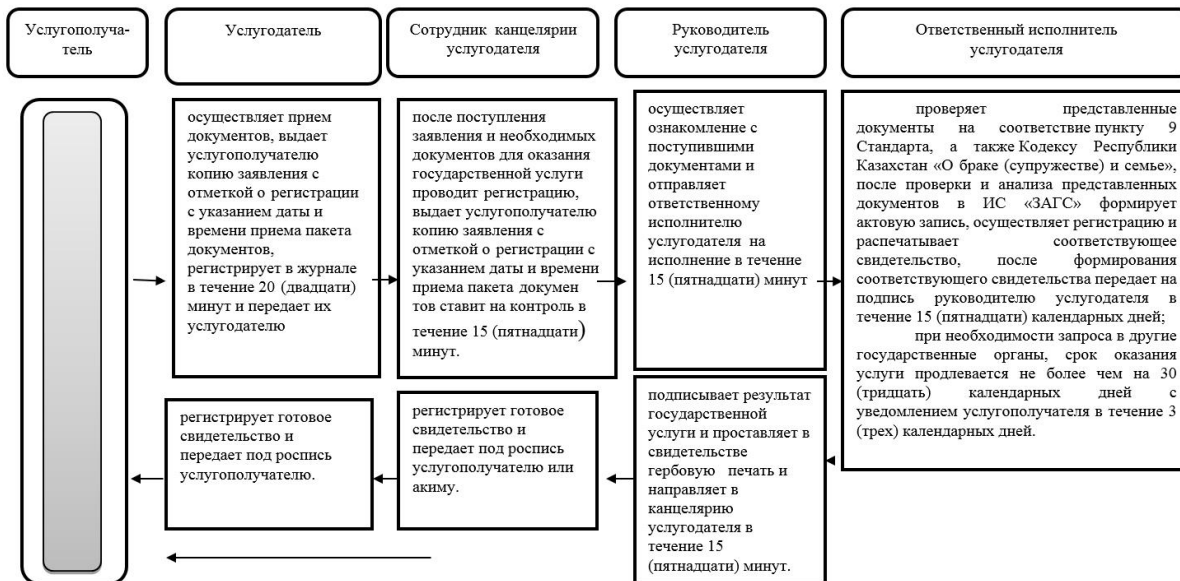 Услугополуча-
тель
Услугодатель
Сотрудник канцелярии
услугодателя
Руководитель
услугодателя
Ответственный исполнитель
услугодателя
осуществляет прием
документов, выдает
услугополучателю
копию заявления с
отметкой о регистрации
с указанием даты и
времени приема пакета
документов,
регистрирует в журнале
в течение 20 (двадцати)
минут и передает их
услугодателю
после поступления
заявления и необходимых
документов для оказания
государственной услуги
проводит регистрацию,
выдает услугополучателю
копию заявления с
отметкой о регистрации с
указанием даты и времени
приема пакета докумен
тов ставит на контроль в
течение 15 (пятнадцати)
минут.
осуществляет
ознакомление с
поступившими
документами и
отправляет
ответственному
исполнителю
услугодателя на
исполнение в течение
15 (пятнадцати) минут
проверяет представленные
документы на соответствие пункту 9
Стандарта, а также Кодексу Республики
Казахстан «О браке (супружестве) и семье»,
после проверки и анализа представленных
документов в ИС «ЗАГС» формирует
актовую запись, осуществляет регистрацию и
распечатывает соответствующее
свидетельство, после формирования
соответствующего свидетельства передает на
подпись руководителю услугодателя в
течение 15 (пятнадцати) календарных дней;
при необходимости запроса в другие
государственные органы, срок оказания
услуги продлевается не более чем на 30
(тридцать) календарных дней с
уведомлением услугополучателя в течение 3
(трех) календарных дней.
регистрирует готовое
свидетельство и
передает под роспись
услугополучателю.
регистрирует готовое
свидетельство и
передает под роспись
услугополучателю или
акиму.
подписывает результат
государственной
услуги и проставляет в
свидетельстве
гербовую печать и
направляет в
канцелярию
услугодателя в
течение 15
(пятнадцати) минут.